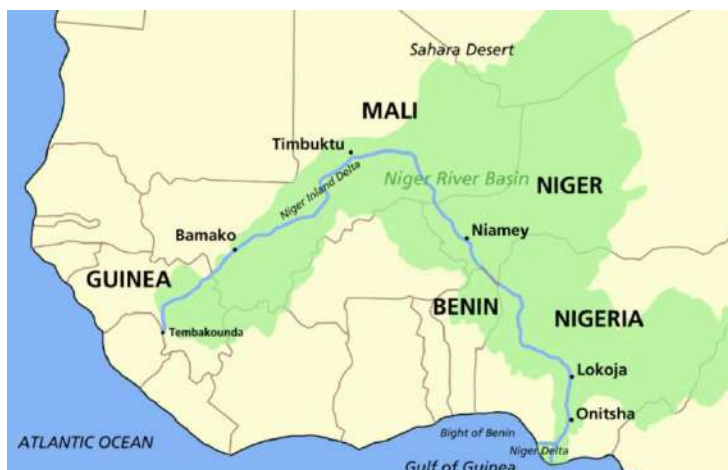 Sahara Desert
MALI
Timbuktu
Niger Inland Delta
Niger River Basin
NIGER
Bamako
Niamey
GUINEA
BENIN
NIGERIA
Tembakounda
Lokoja
Onitsha
ATLANTIC OCEAN
Bight of Benin
Niger Delta
Gulf of Guinea